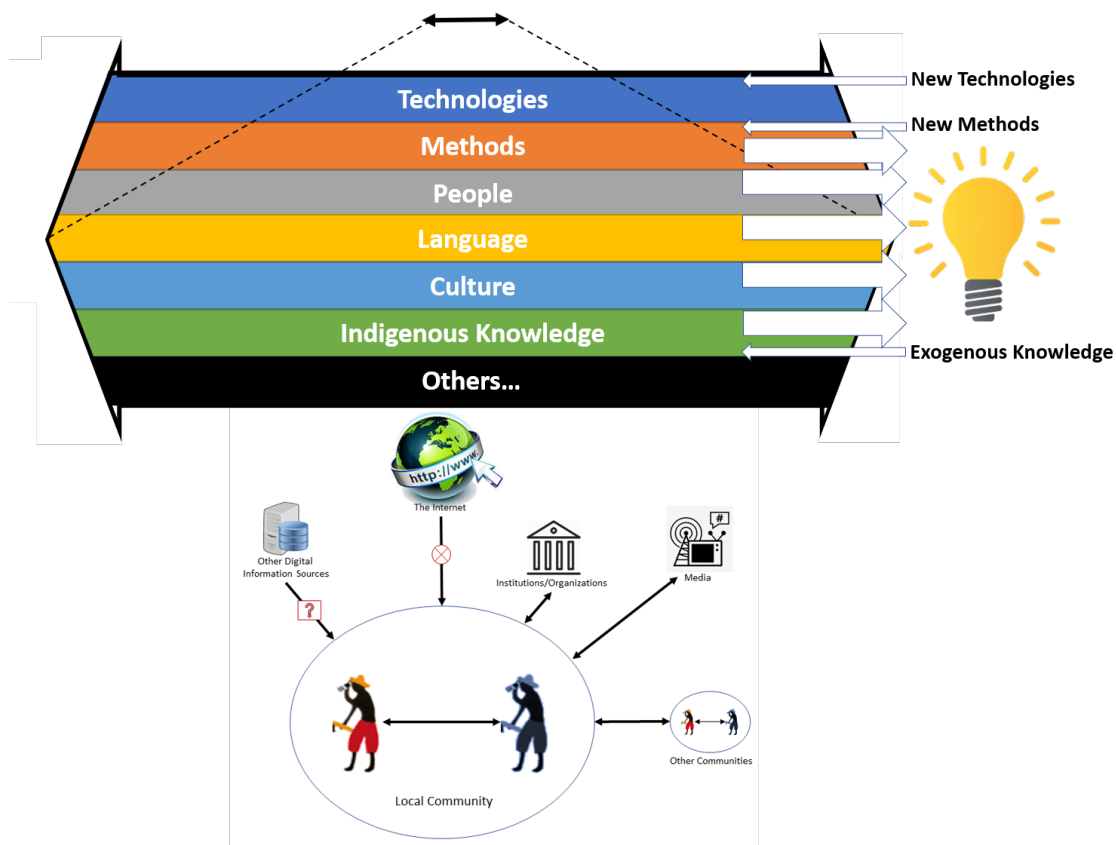 New Technologies
Technologies
New Methods
Methods
People
Language
Culture
Indigenous Knowledge
Exogenous Knowledge
Others...
http://www.
The Internet
#
Other Digital
Information Sources
Institutions/Organizations
Media
?
Other Communities
Local Community